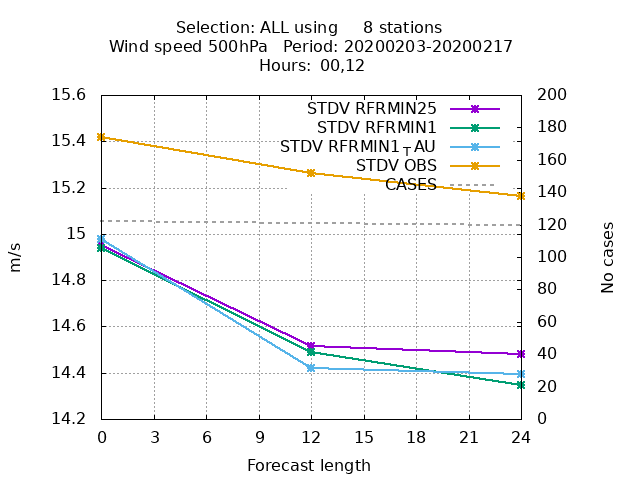 Selection: ALL using     8 stations
Wind speed 500hPa   Period: 20200203-20200217
Hours:  00,12
15.6
15.4
15.2
15
14.8
14.6
14.4
14.2
m/s
STDV RFRMIN25
STDV RFRMIN1
STDV RFRMIN1TAU
STDV OBS
CASES
200
180
160
140
120
100
80
60
40
20
0
No cases
0 3 6 9 12 15 18 21 24
Forecast length